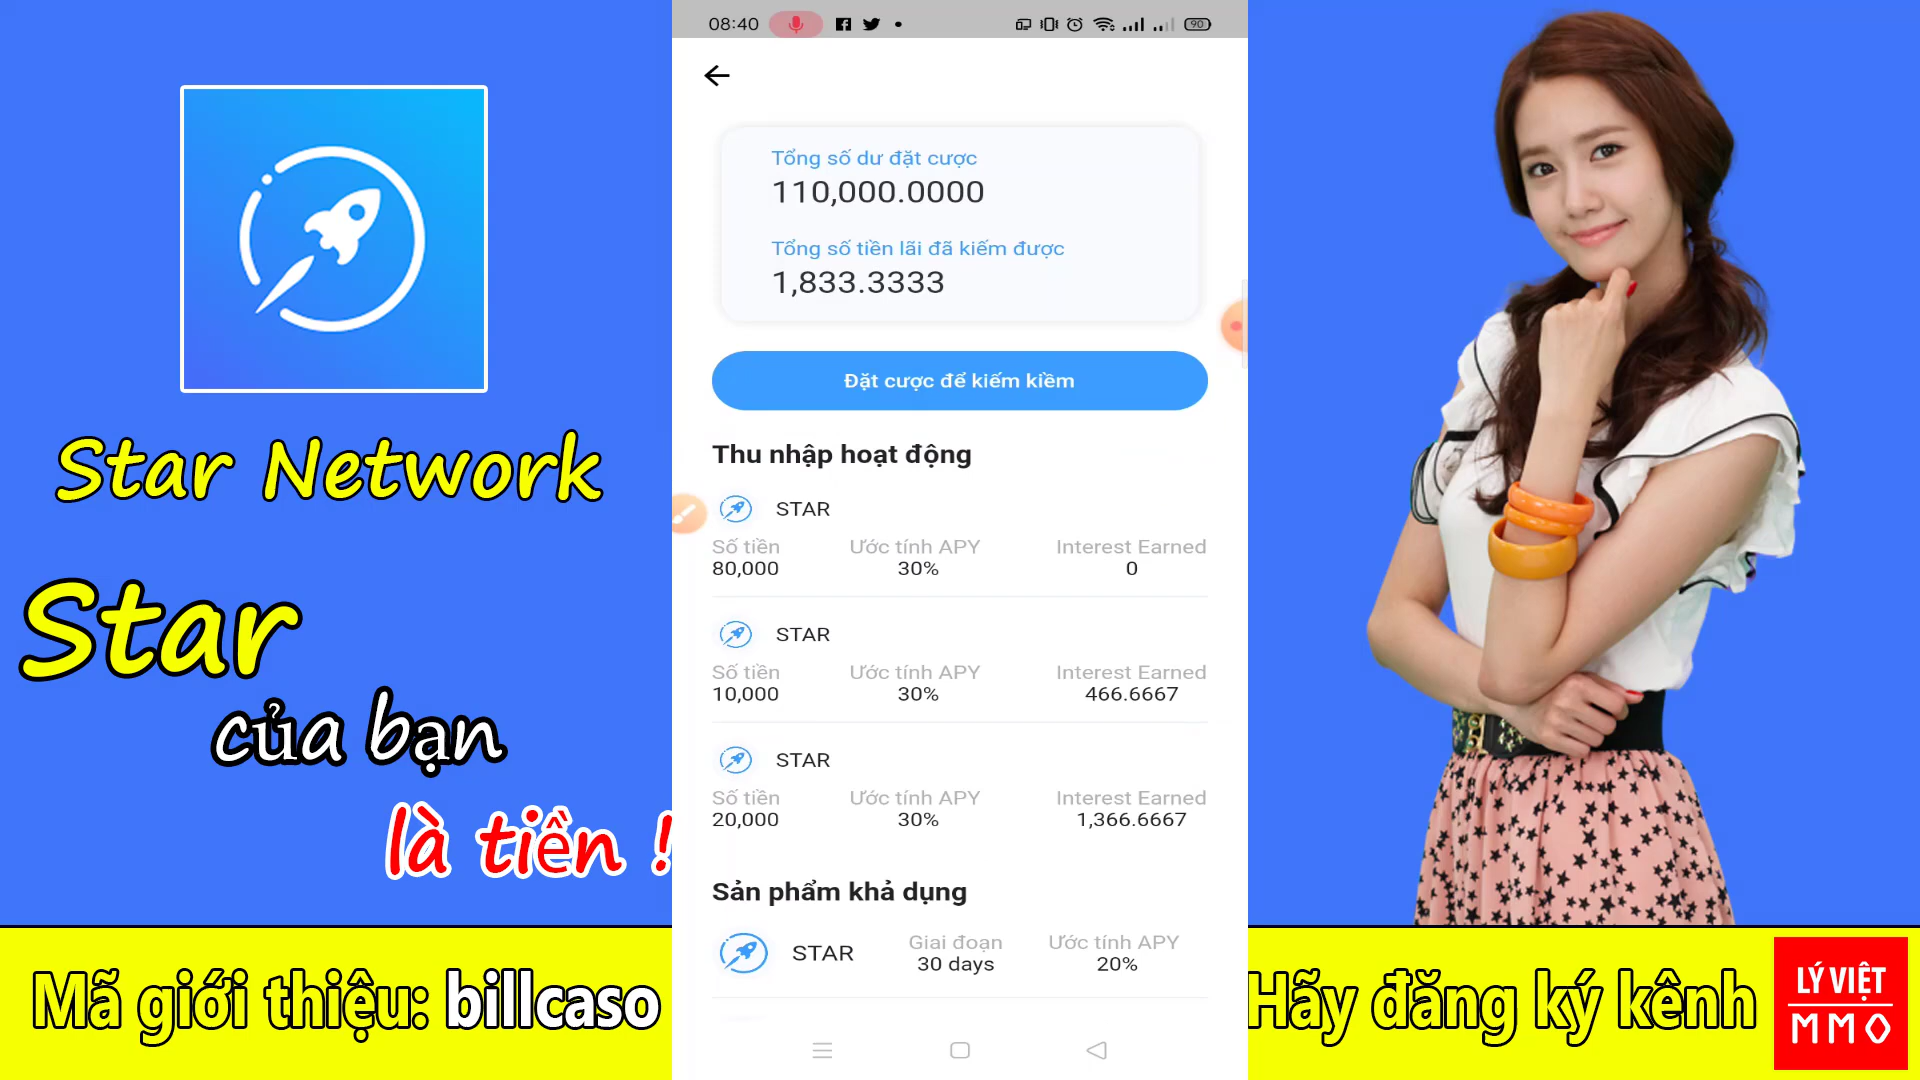 Star Network
Star
của bạn
là tiền !
Mã giới thiệu: billcaso
08:40
90
Tổng số dư đặt cược
110,000.0000
Tổng số tiền lãi đã kiếm được
1,833.3333
Đặt cược để kiếm kiềm
Thu nhập hoạt động
STAR
Số tiền Ước tính APY Interest Earned
80,000 30% 0
STAR
Số tiền Ước tính APY Interest Earned
10,000 30% 466.6667
STAR
Số tiền Ước tính APY Interest Earned
20,000 30% 1,366.6667
Sản phẩm khả dụng
STAR
Giai đoạn Ước tính APY
30 days 20%
Hãy đăng ký kênh
LÝ VIỆT
MMO